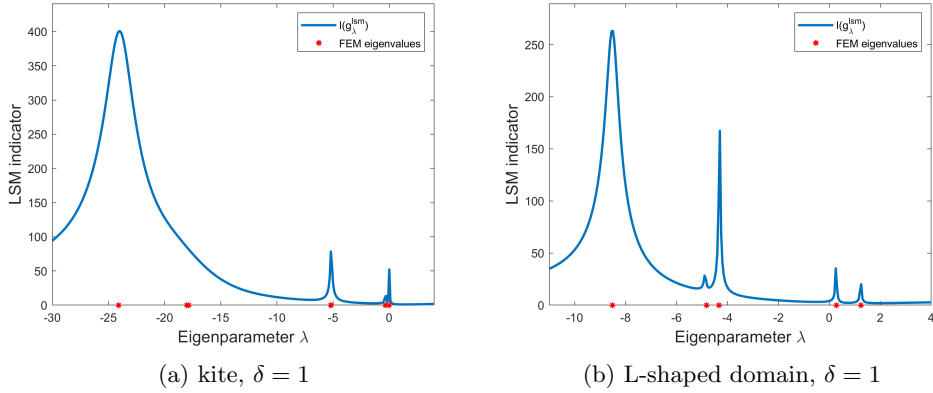 I(g_λ^lsm)
FEM eigenvalues
LSM indicator
400
350
300
250
200
150
100
50
0
-30 -25 -20 -15 -10 -5 0
Eigenparameter λ
(a) kite, δ = 1
I(g_λ^lsm)
FEM eigenvalues
LSM indicator
250
200
150
100
50
0
-10 -8 -6 -4 -2 0 2 4
Eigenparameter λ
(b) L-shaped domain, δ = 1